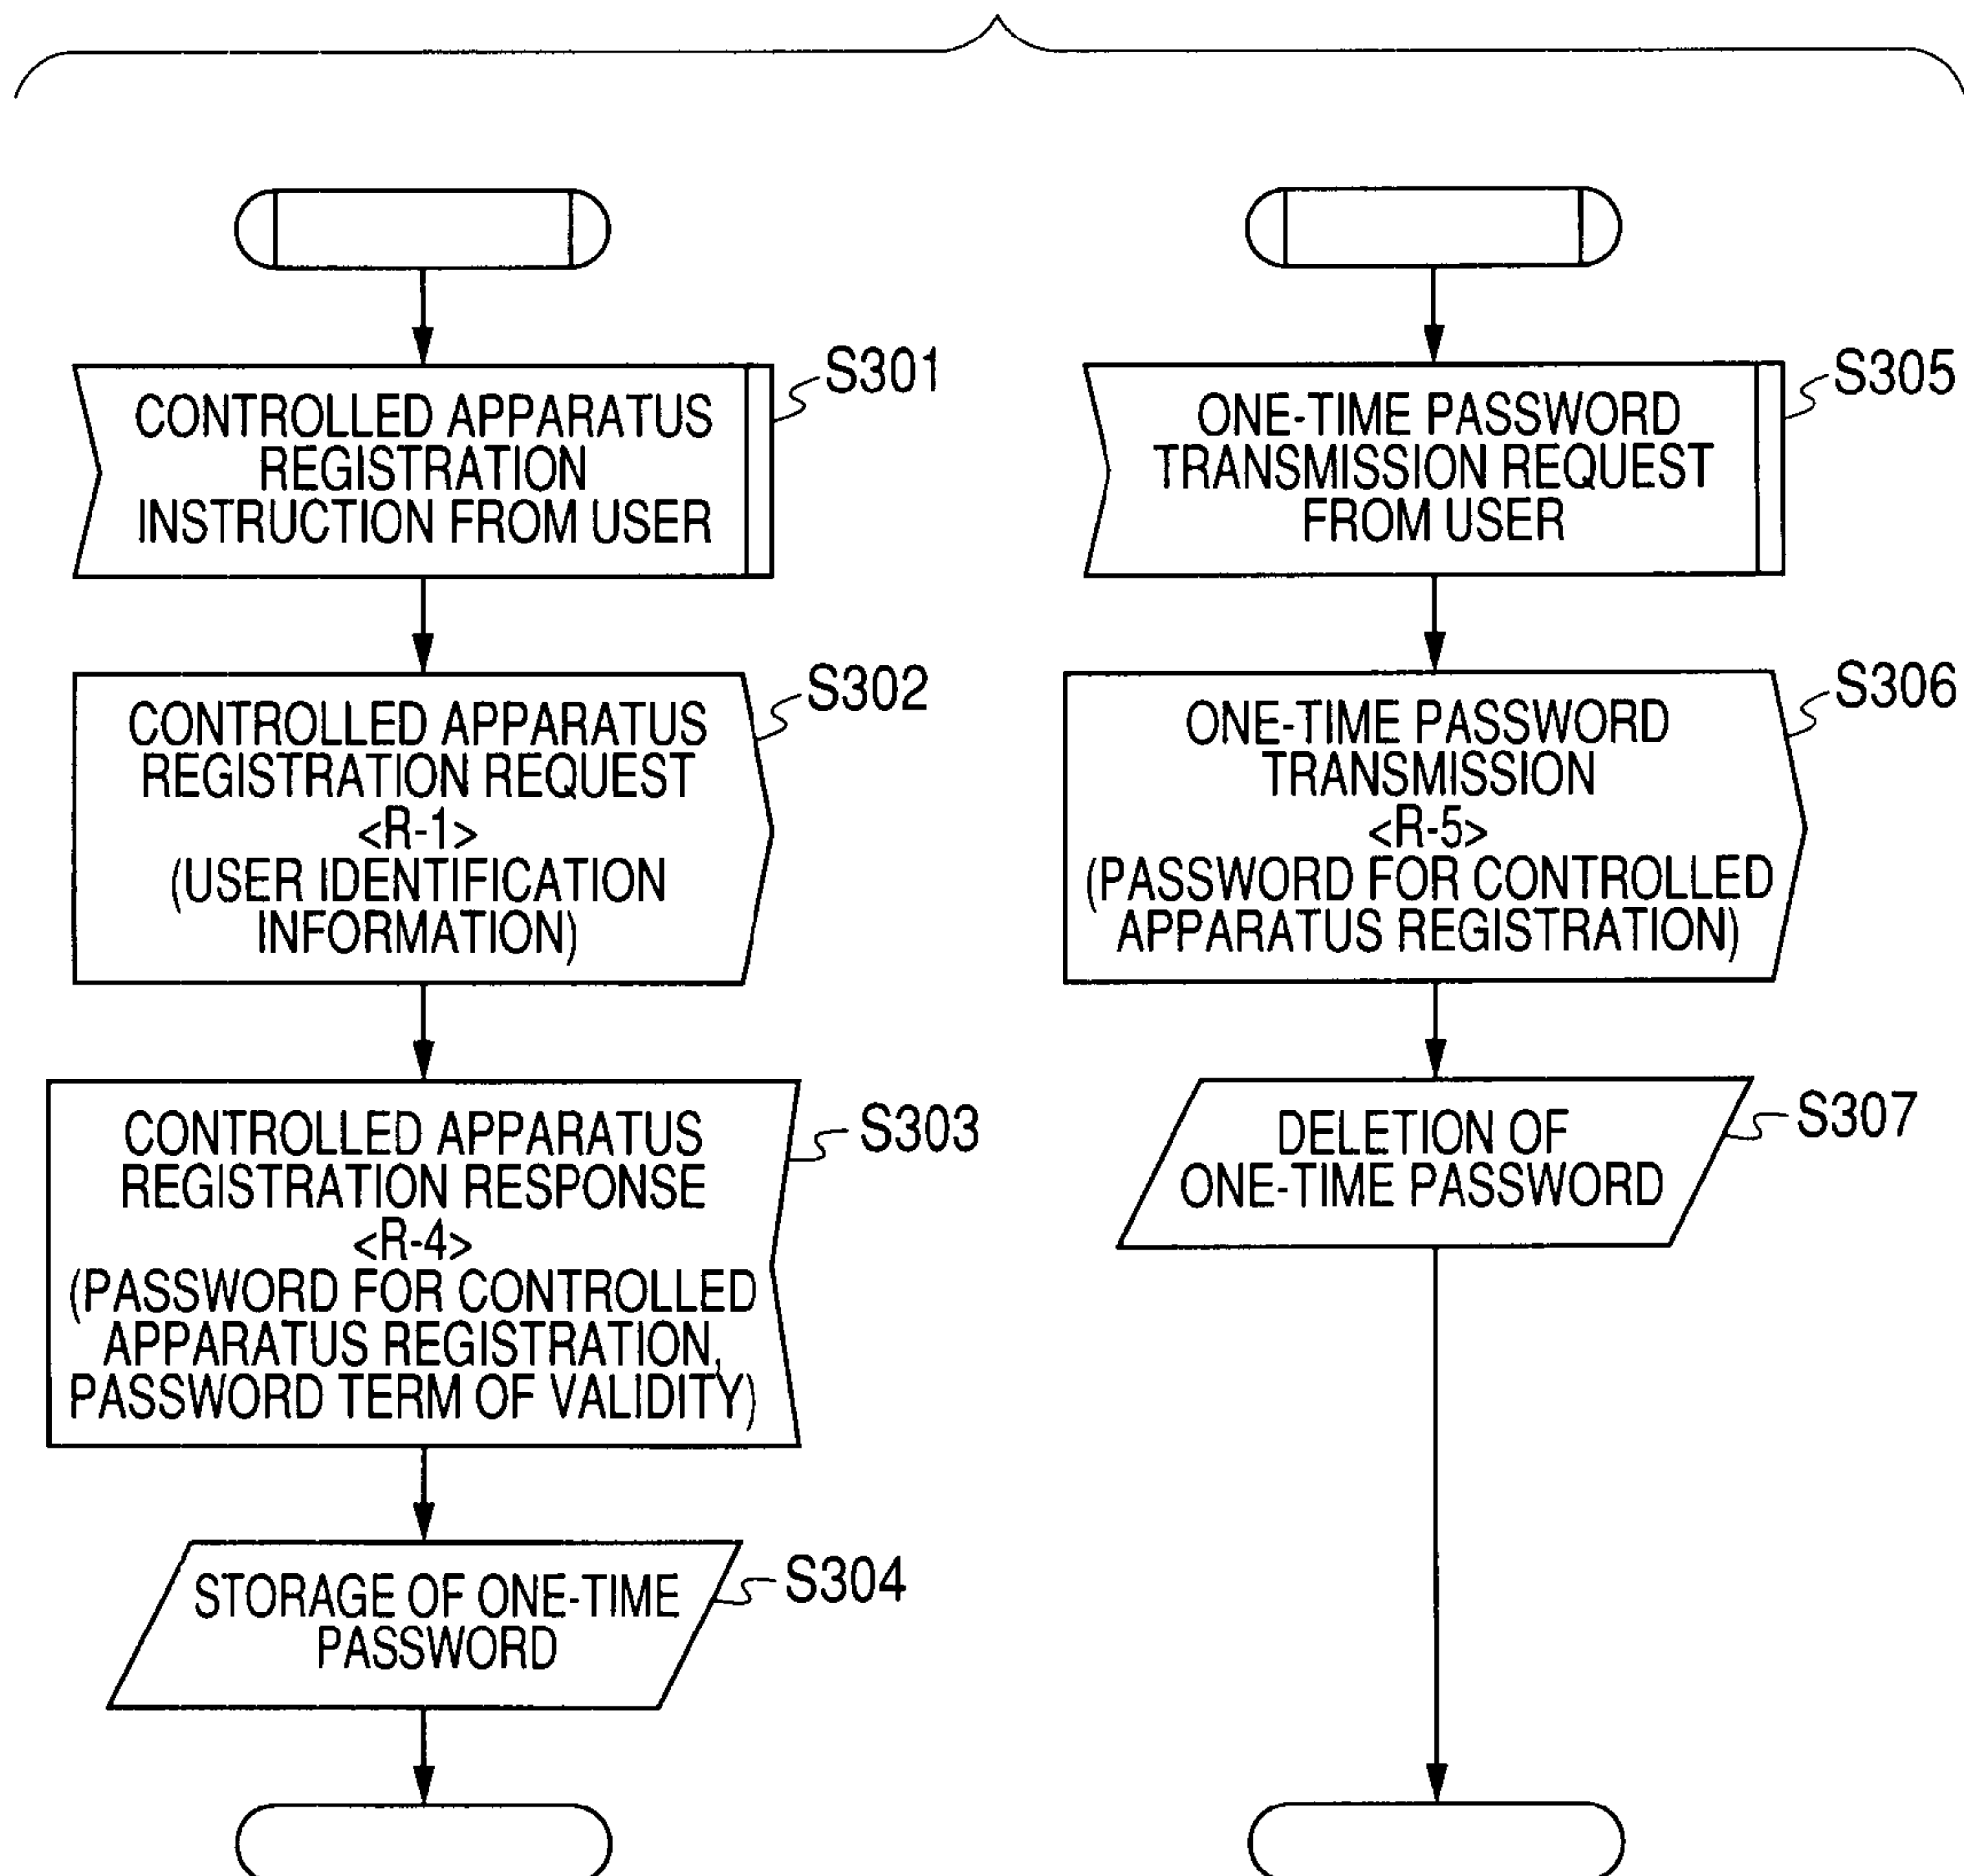 CONTROLLED APPARATUS
REGISTRATION
INSTRUCTION FROM USER
S301
CONTROLLED APPARATUS
REGISTRATION REQUEST
<R-1>
(USER IDENTIFICATION
INFORMATION)
S302
CONTROLLED APPARATUS
REGISTRATION RESPONSE
<R-4>
(PASSWORD FOR CONTROLLED
APPARATUS REGISTRATION,
PASSWORD TERM OF VALIDITY)
S303
STORAGE OF ONE-TIME
PASSWORD
S304
ONE-TIME PASSWORD
TRANSMISSION REQUEST
FROM USER
S305
ONE-TIME PASSWORD
TRANSMISSION
<R-5>
(PASSWORD FOR CONTROLLED
APPARATUS REGISTRATION)
S306
DELETION OF
ONE-TIME PASSWORD
S307